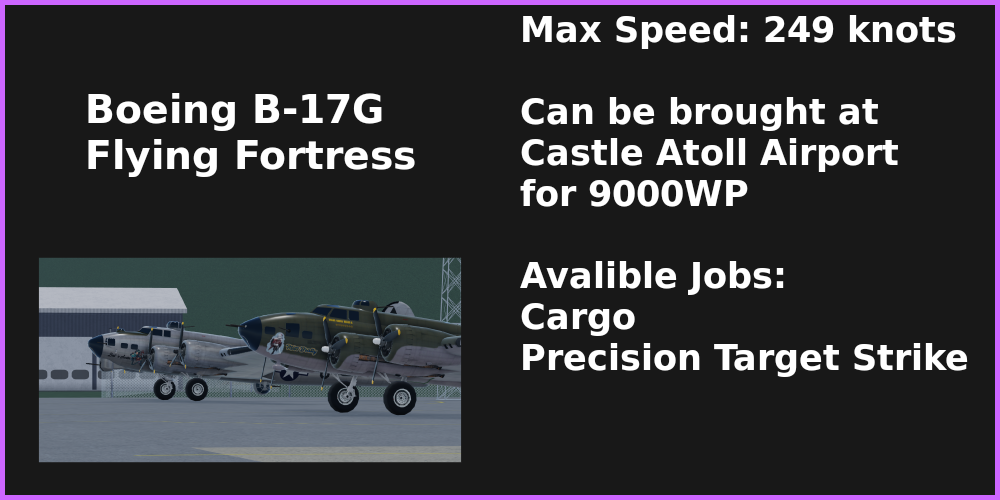 Boeing B-17G
Flying Fortress
Max Speed: 249 knots
Can be brought at
Castle Atoll Airport
for 9000WP
Avalible Jobs:
Cargo
Precision Target Strike